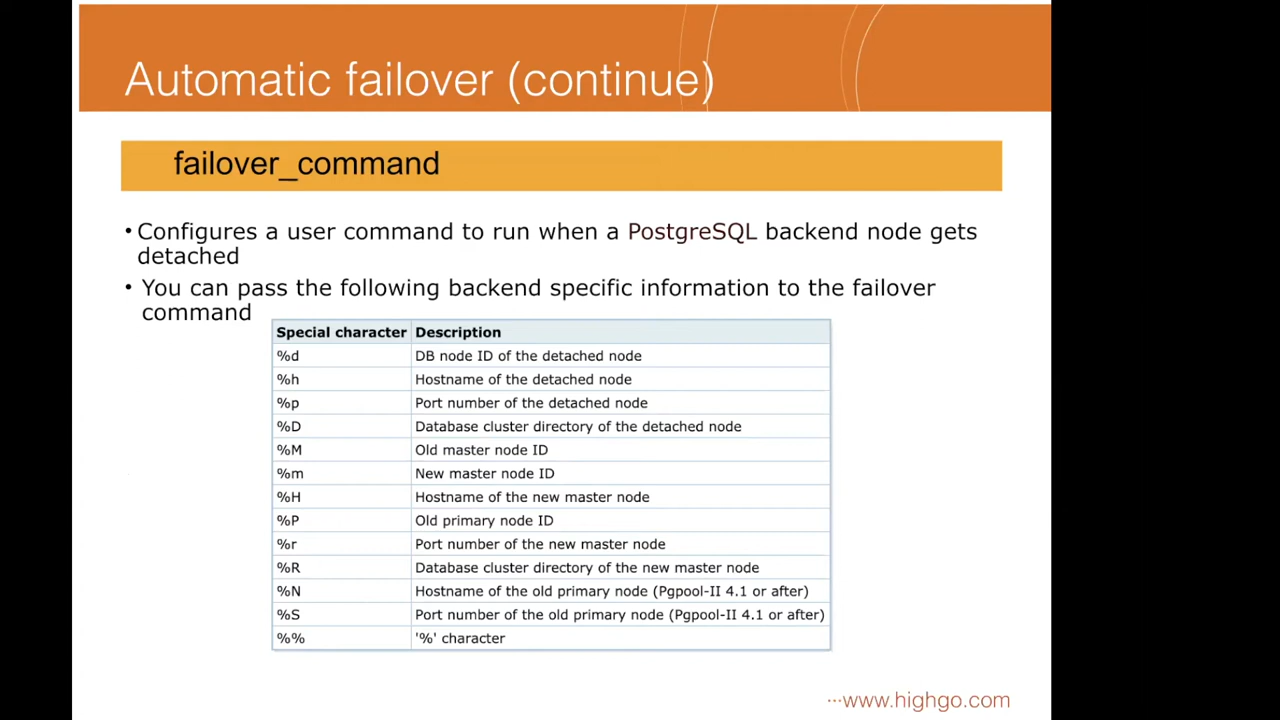 Automatic failover (continue)
failover_command
• Configures a user command to run when a PostgreSQL backend node gets
detached
• You can pass the following backend specific information to the failover
command
Special character Description
%d DB node ID of the detached node
%h Hostname of the detached node
%p Port number of the detached node
%D Database cluster directory of the detached node
%M Old master node ID
%m New master node ID
%H Hostname of the new master node
%P Old primary node ID
%r Port number of the new master node
%R Database cluster directory of the new master node
%N Hostname of the old primary node (Pgpool-II 4.1 or after)
%S Port number of the old primary node (Pgpool-II 4.1 or after)
%% '%' character
···www.highgo.com